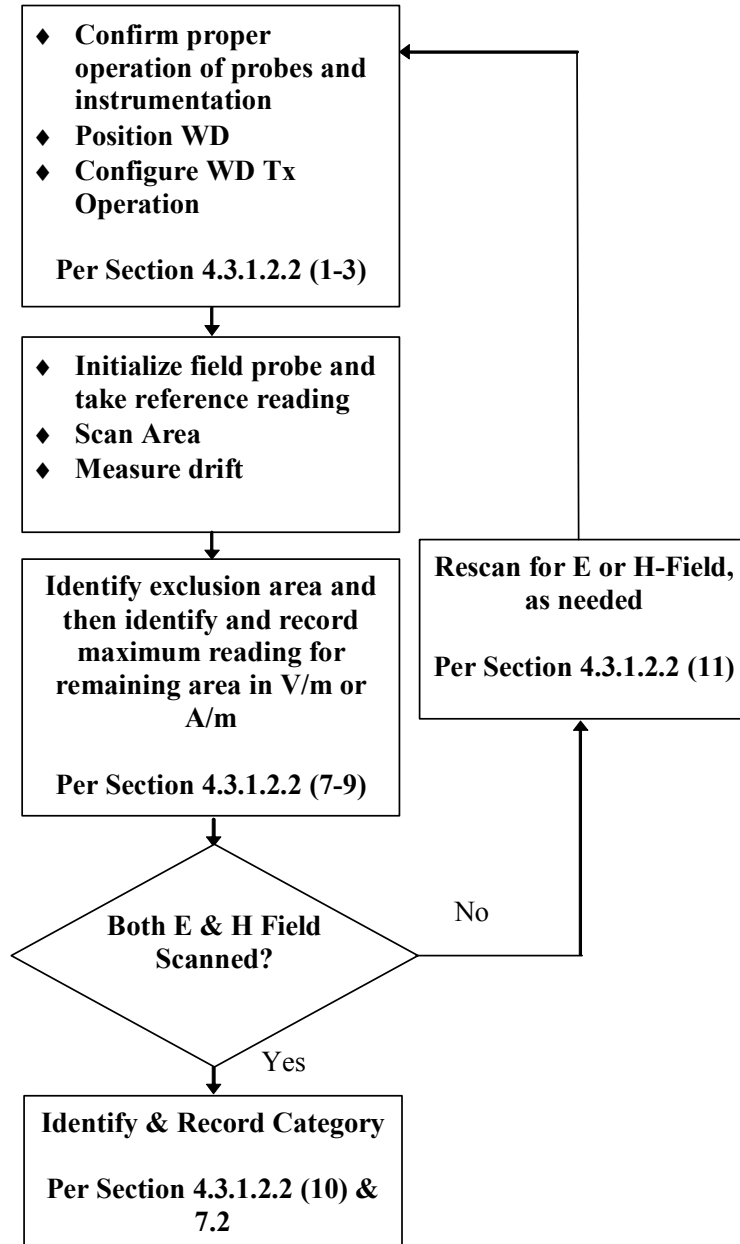 ♦ Confirm proper
operation of probes and
instrumentation
♦ Position WD
♦ Configure WD Tx
Operation
Per Section 4.3.1.2.2 (1-3)
♦ Initialize field probe and
take reference reading
♦ Scan Area
♦ Measure drift
Identify exclusion area and
then identify and record
maximum reading for
remaining area in V/m or
A/m
Per Section 4.3.1.2.2 (7-9)
Rescan for E or H-Field,
as needed
Per Section 4.3.1.2.2 (11)
Both E & H Field
Scanned?
No
Yes
Identify & Record Category
Per Section 4.3.1.2.2 (10) &
7.2